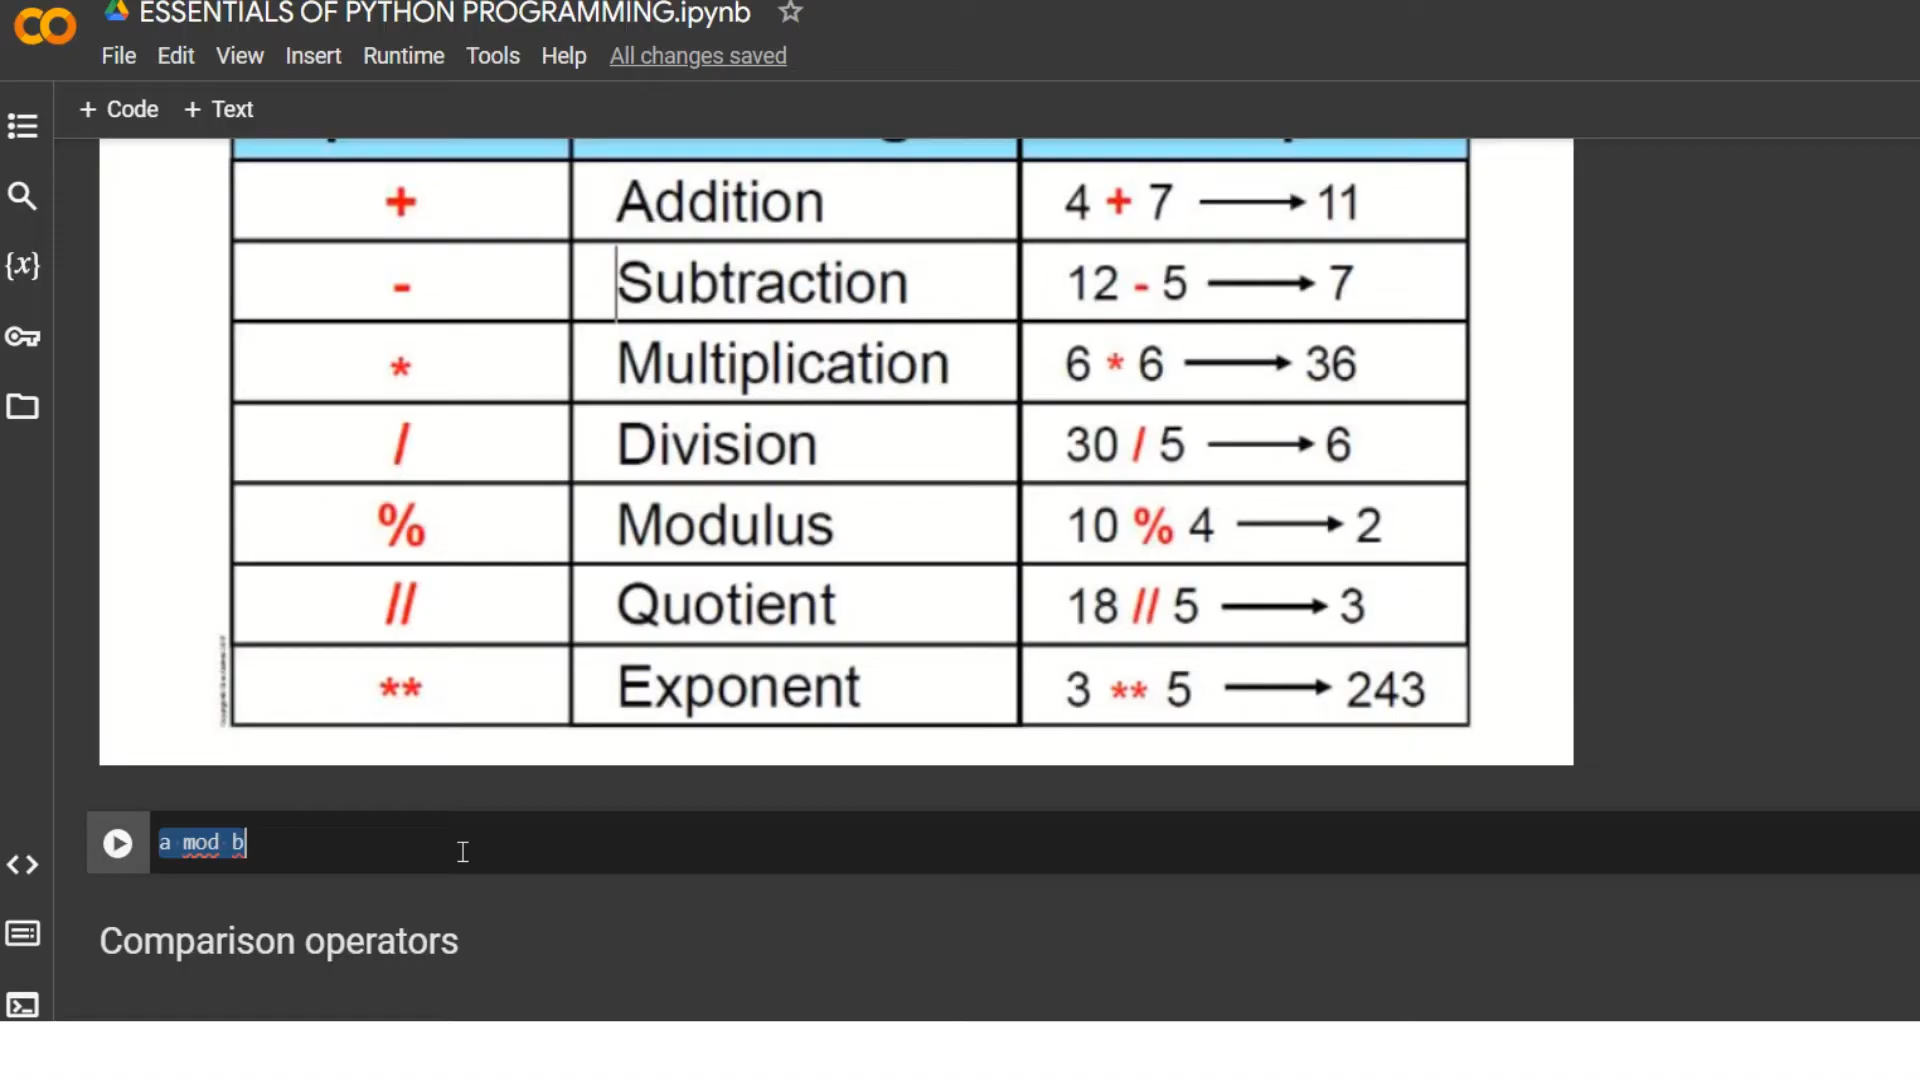 ESSENTIALS OF PYTHON PROGRAMMING.ipynb
File Edit View Insert Runtime Tools Help All changes saved
+ Code + Text
+ Addition 4 + 7 → 11
- Subtraction 12 - 5 → 7
* Multiplication 6 * 6 → 36
/ Division 30 / 5 → 6
% Modulus 10 % 4 → 2
// Quotient 18 // 5 → 3
** Exponent 3 ** 5 → 243
a mod b
Comparison operators